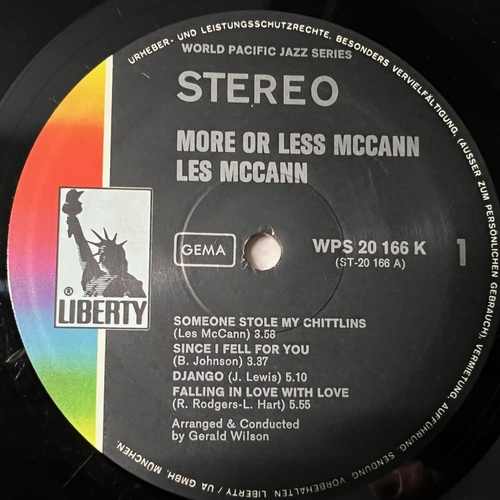 URHEBER- UND LEISTUNGSSCHUTZRECHTE. BESONDERS VERVIELFÄLTIGUNG, (AUSSER ZUM PERSÖNLICHEN GEBRAUCH), VERMIETUNG, AUFFÜHRUNG, SENDUNG VORBEHALTEN LIBERTY / UA GMBH, MÜNCHEN.
WORLD PACIFIC JAZZ SERIES
STEREO
MORE OR LESS MCCANN
LES MCCANN
GEMA
WPS 20 166 K
1
(ST-20 166 A)
LIBERTY
SOMEONE STOLE MY CHITTLINS
(Les McCann) 3.58
SINCE I FELL FOR YOU
(B. Johnson) 3.37
DJANGO (J. Lewis) 5.10
FALLING IN LOVE WITH LOVE
(R. Rodgers-L. Hart) 5.55
Arranged & Conducted
by Gerald Wilson